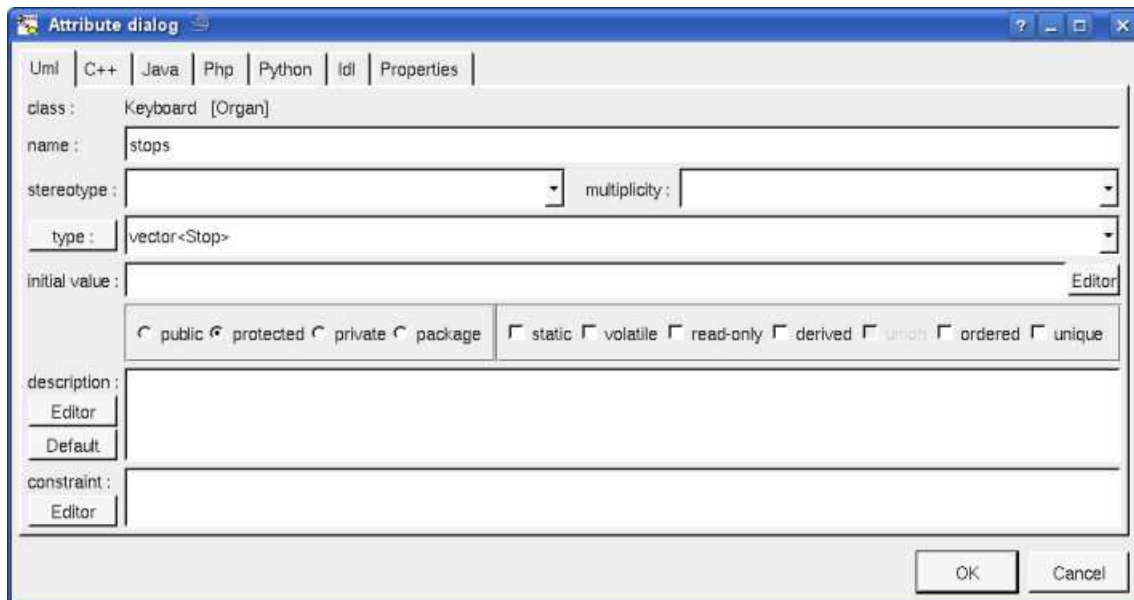 Attribute dialog
Uml C++ Java Php Python Idl Properties
class : Keyboard [Organ]
name : stops
stereotype : multiplicity :
type : vector<Stop>
initial value : Editor
public protected private package static volatile read-only derived union ordered unique
description :
Editor
Default
constraint :
Editor
OK Cancel